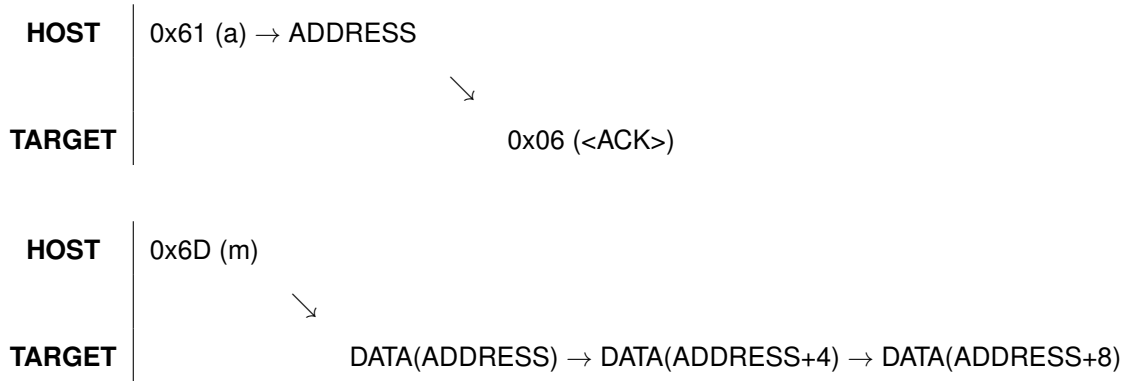 HOST 0x61 (a) → ADDRESS
↘
TARGET 0x06 (<ACK>)
HOST 0x6D (m)
↘
TARGET DATA(ADDRESS) → DATA(ADDRESS+4) → DATA(ADDRESS+8)